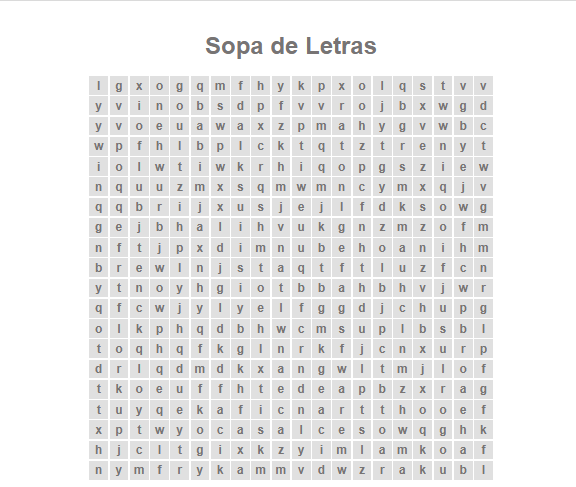 Sopa de Letras
l g x o g q m f h y k p x o l q s t v v
y v i n o b s d p f v v r o j b x w g d
y v o e u a w a x z p m a h y g v w b c
w p f h l b p l c k t q t z t r e n y t
i o l w t i w k r h i q o p g s z i e w
n q u u z m x s q m w m n c y m x q j v
q q b r i j x u s j e j l f d k s o w g
g e j b h a l i h v u k g n z m z o f m
n f t j p x d i m n u b e h o a n i h m
b r e w l n j s t a q t f t l u z f c n
y t n o y h g i o t b b a h b h v j w r
q f c w j y l y e l f g g d j c h u p g
o l k p h q d b h w c m s u p l b s b l
t o q h q f k g l n r k f j c n x u r p
d r l q d m d k x a n g w l t m j l o f
t k o e u f f h t e d e a p b z x r a g
t u y q e k a f i c n a r t t h o o e f
x p t w y o c a s a l c e s o w q g h k
h j c l t g i x k z y i m l a m k o a f
n y m f r y k a m m v d w z r a k u b l